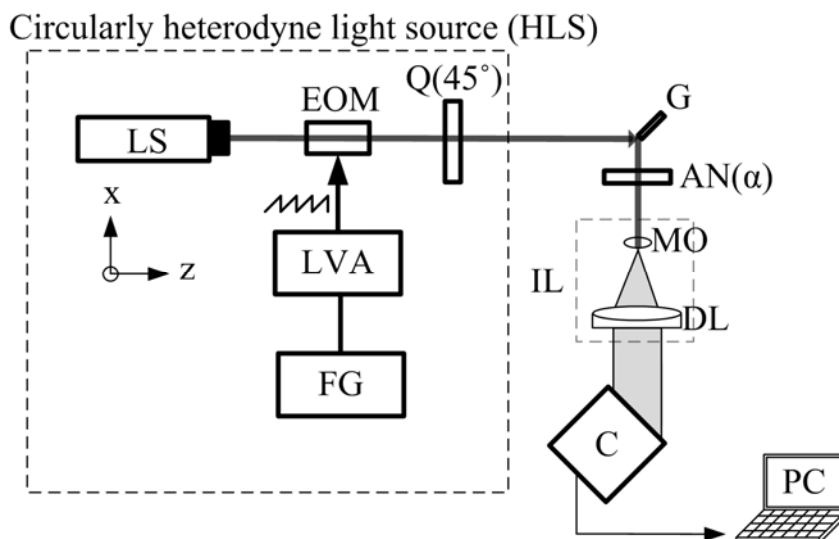 Circularly heterodyne light source (HLS)
Q(45˚)
EOM
G
LS
AN(α)
x
MO
LVA
z
IL
DL
FG
C
PC